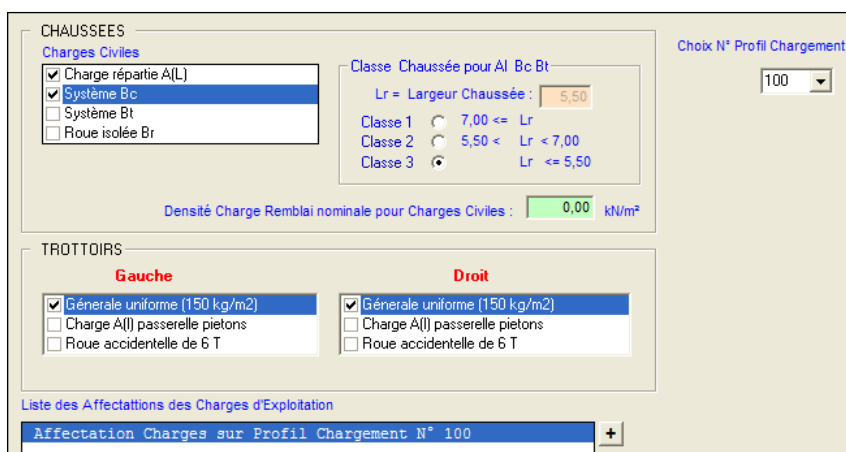 CHAUSSEES
Charges Civiles
Charge répartie A(L)
Système Bc
Système Bt
Roue isolée Br
Classe Chaussée pour Al Bc Bt
Lr = Largeur Chaussée : 5,50
Classe 1 7,00 <= Lr
Classe 2 5,50 < Lr < 7,00
Classe 3 Lr <= 5,50
Densité Charge Remblai nominale pour Charges Civiles : 0,00 kN/m²
Choix N° Profil Chargement
100
TROTTOIRS
Gauche
Génerale uniforme (150 kg/m2)
Charge A(l) passerelle pietons
Roue accidentelle de 6 T
Droit
Génerale uniforme (150 kg/m2)
Charge A(l) passerelle pietons
Roue accidentelle de 6 T
Liste des Affectattions des Charges d'Exploitation
Affectation Charges sur Profil Chargement N° 100
+